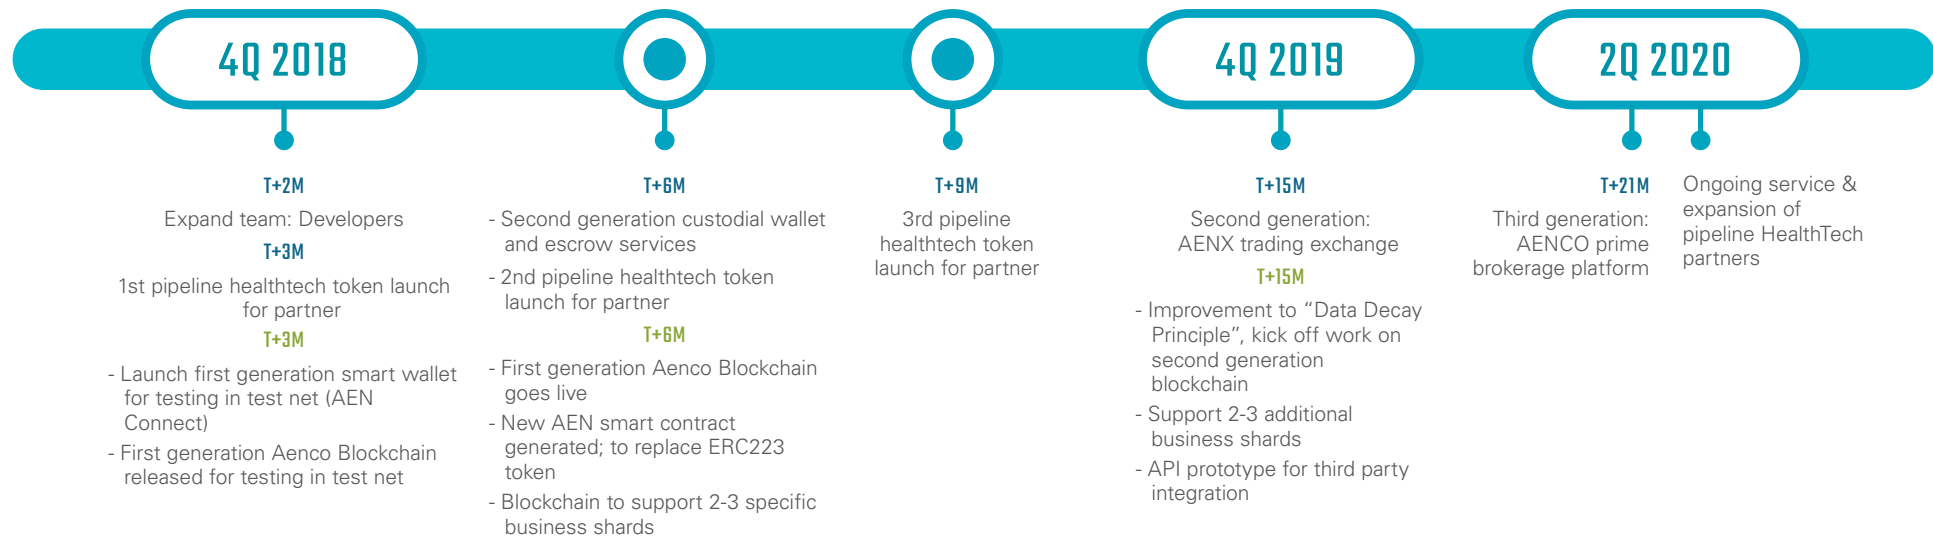 4Q 2018
T+2M
Expand team: Developers
T+3M
1st pipeline healthtech token launch
for partner
T+3M
- Launch first generation smart wallet
for testing in test net (AEN
Connect)
- First generation Aenco Blockchain
released for testing in test net
T+6M
- Second generation custodial wallet
and escrow services
- 2nd pipeline healthtech token
launch for partner
T+6M
- First generation Aenco Blockchain
goes live
- New AEN smart contract
generated; to replace ERC223
token
- Blockchain to support 2-3 specific
business shards
T+9M
3rd pipeline
healthtech token
launch for partner
4Q 2019
T+15M
Second generation:
AENX trading exchange
T+15M
- Improvement to “Data Decay
Principle”, kick off work on
second generation
blockchain
- Support 2-3 additional
business shards
- API prototype for third party
integration
2Q 2020
T+21M
Third generation:
AENCO prime
brokerage platform
Ongoing service &
expansion of
pipeline HealthTech
partners